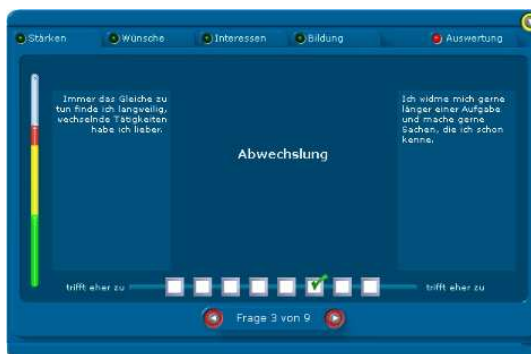 Stärken Wünsche Interessen Bildung Auswertung
Immer das Gleiche zu
tun finde ich langweilig,
wechselnde Tätigkeiten
habe ich lieber.
Abwechslung
Ich widme mich gerne
länger einer Aufgabe
und mache gerne
Sachen, die ich schon
kenne.
trifft eher zu trifft eher zu
Frage 3 von 9